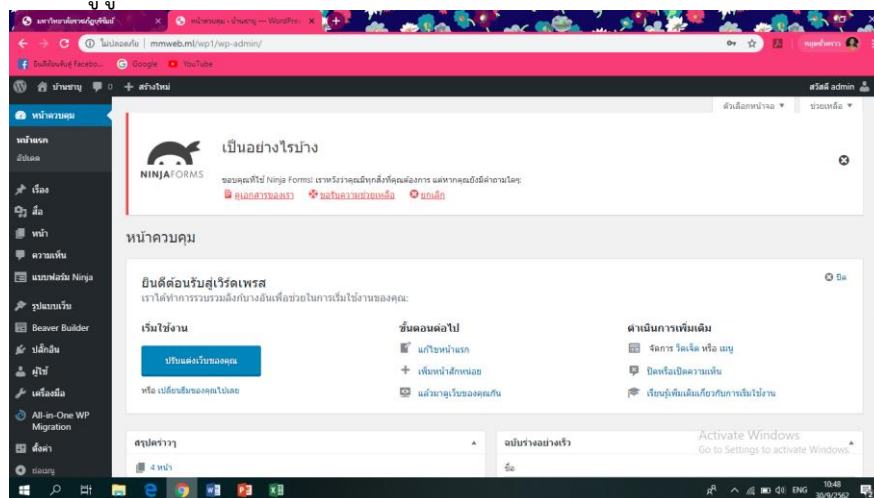 มหาวิทยาลัยราชภัฏบุรีรัมย์
หน้าควบคุม ‹ บ้านชานู — WordPre
ไม่ปลอดภัย | mmweb.ml/wp1/wp-admin/
หยุดชั่วคราว
Google
YouTube
0
สร้างใหม่
สวัสดี admin
ตัวเลือกหน้าจอ
ช่วยเหลือ
หน้าควบคุม
หน้าแรก
อัปเดต
เรื่อง
สื่อ
หน้า
ความเห็น
แบบฟอร์ม Ninja
รูปแบบเว็บ
Beaver Builder
ปลั๊กอิน
ผู้ใช้
เครื่องมือ
All-in-One WP
Migration
ตั้งค่า
ซ่อนเมนู
NINJAFORMS
เป็นอย่างไรบ้าง
ขอบคุณที่ใช้ Ninja Forms! เราหวังว่าคุณมีทุกสิ่งที่คุณต้องการ แต่หากคุณยังมีคำถามใดๆ:
ดูเอกสารของเรา
ขอรับความช่วยเหลือ
ยกเลิก
หน้าควบคุม
ยินดีต้อนรับสู่เวิร์ดเพรส
ปิด
เราได้ทำการรวบรวมลิงก์บางอันเพื่อช่วยในการเริ่มใช้งานของคุณ:
เริ่มใช้งาน
ปรับแต่งเว็บของคุณ
หรือ เปลี่ยนธีมของคุณไปเลย
ขั้นตอนต่อไป
แก้ไขหน้าแรก
เพิ่มหน้าสักหน่อย
แล้วมาดูเว็บของคุณกัน
ดำเนินการเพิ่มเติม
จัดการ วิดเจ็ต หรือ เมนู
ปิดหรือเปิดความเห็น
เรียนรู้เพิ่มเติมเกี่ยวกับการเริ่มใช้งาน
สรุปคร่าวๆ
4 หน้า
ฉบับร่างอย่างเร็ว
ชื่อ
Activate Windows
Go to Settings to activate Windows.
ENG
10:48
30/9/2562